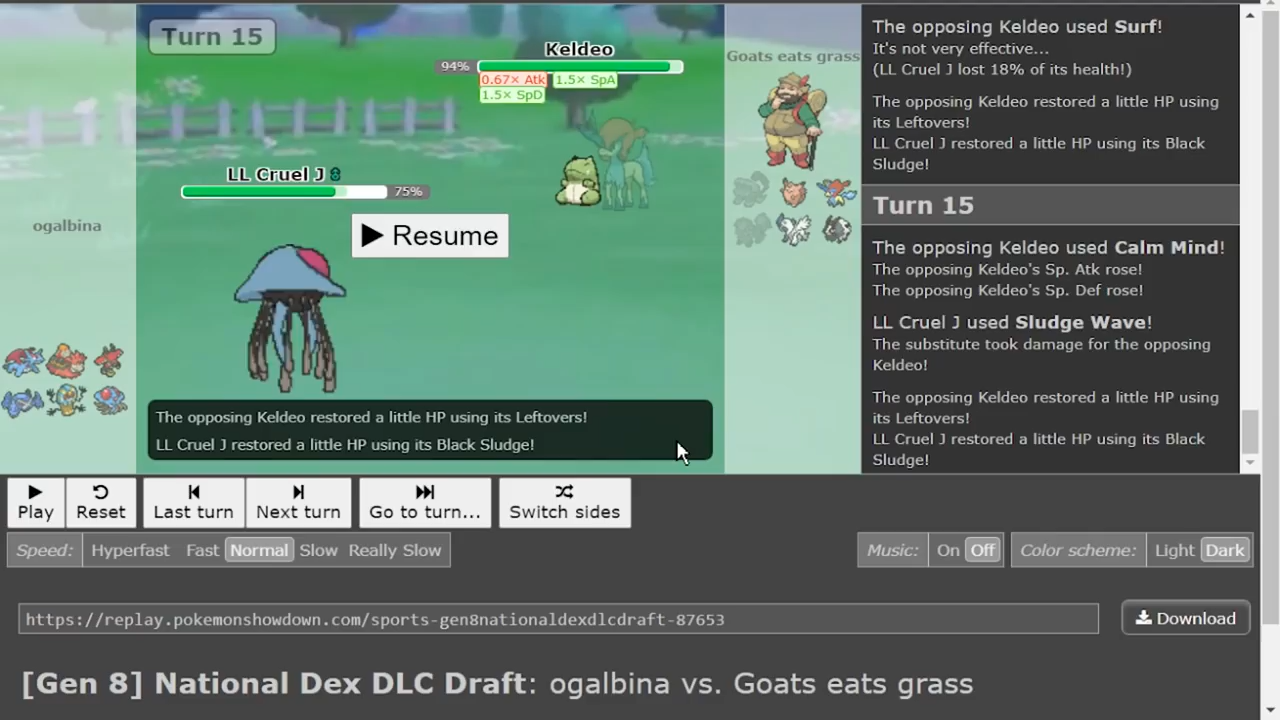 Turn 15
Keldeo
94%
0.67× Atk 1.5× SpA
1.5× SpD
LL Cruel J
75%
ogalbina
Goats eats grass
Resume
The opposing Keldeo restored a little HP using its Leftovers!
LL Cruel J restored a little HP using its Black Sludge!
The opposing Keldeo used Surf!
It's not very effective...
(LL Cruel J lost 18% of its health!)
The opposing Keldeo restored a little HP using
its Leftovers!
LL Cruel J restored a little HP using its Black
Sludge!
Turn 15
The opposing Keldeo used Calm Mind!
The opposing Keldeo's Sp. Atk rose!
The opposing Keldeo's Sp. Def rose!
LL Cruel J used Sludge Wave!
The substitute took damage for the opposing
Keldeo!
The opposing Keldeo restored a little HP using
its Leftovers!
LL Cruel J restored a little HP using its Black
Sludge!
Play Reset Last turn Next turn Go to turn... Switch sides
Speed: Hyperfast Fast Normal Slow Really Slow
Music: On Off Color scheme: Light Dark
https://replay.pokemonshowdown.com/sports-gen8nationaldexdlcdraft-87653
Download
[Gen 8] National Dex DLC Draft: ogalbina vs. Goats eats grass